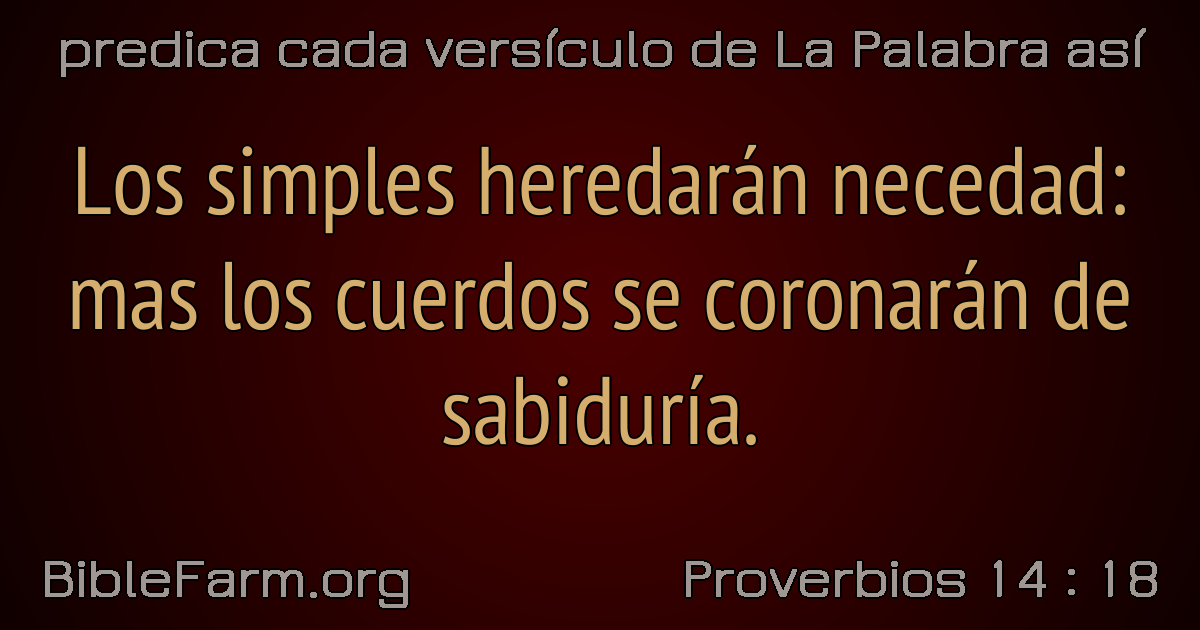 predica cada versículo de La Palabra así
Los simples heredarán necedad:
mas los cuerdos se coronarán de
sabiduría.
BibleFarm.org
Proverbios 14 : 18